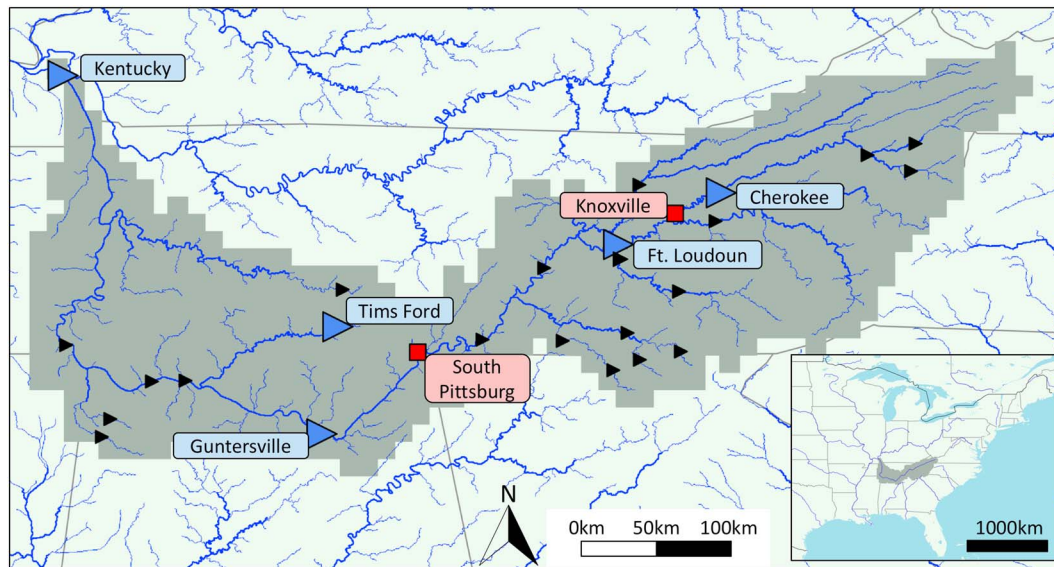 Kentucky
Cherokee
Knoxville
Ft. Loudoun
Tims Ford
South
Pittsburg
Guntersville
N
0km 50km 100km
1000km